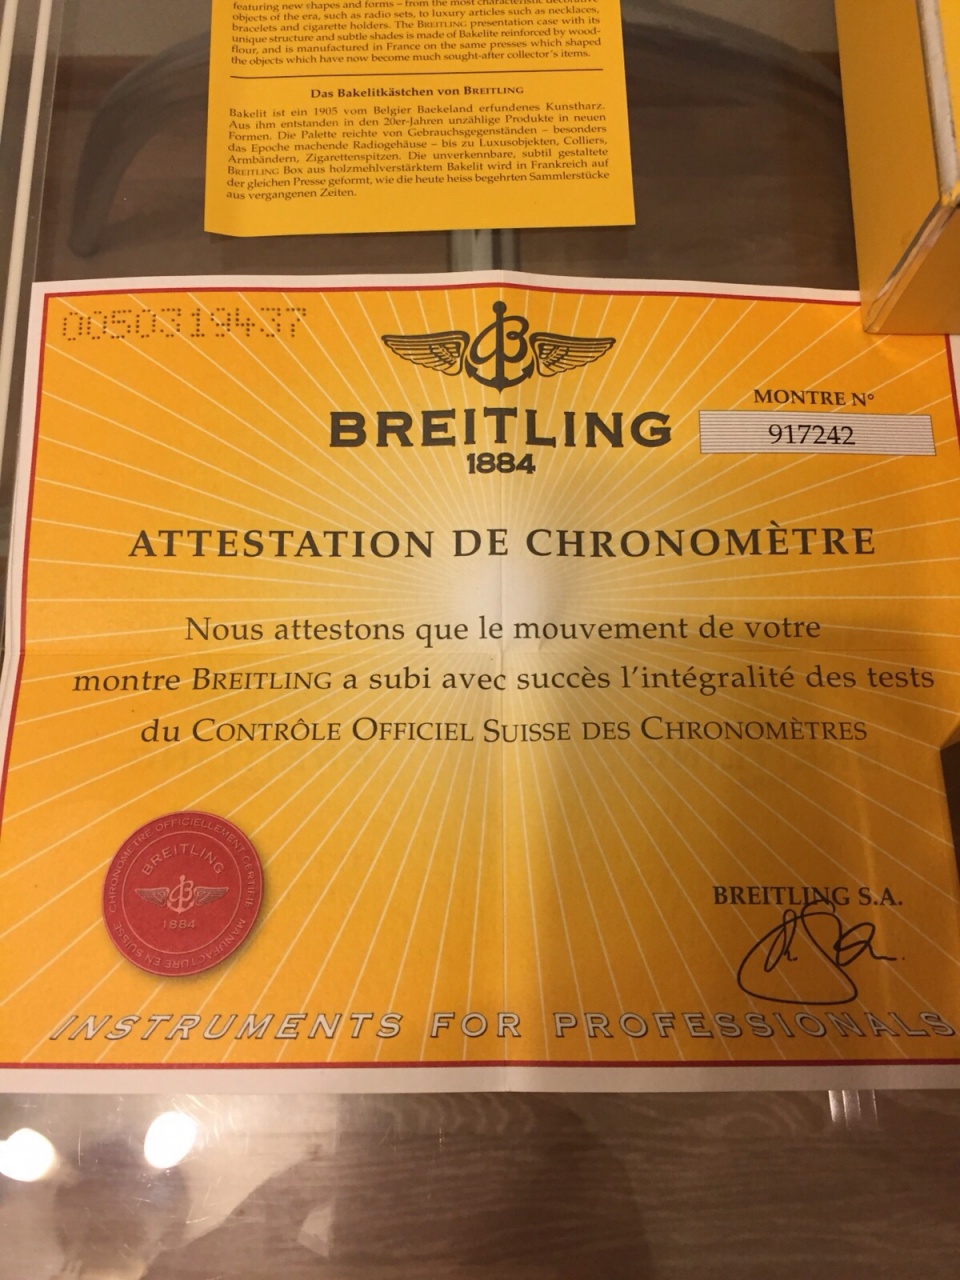 featuring new shapes and forms – from the most characteristic decorative
objects of the era, such as radio sets, to luxury articles such as necklaces,
bracelets and cigarette holders. The BREITLING presentation case with its
unique structure and subtle shades is made of Bakelite reinforced by wood-
flour, and is manufactured in France on the same presses which shaped
the objects which have now become much sought-after collector's items.
Das Bakelitkästchen von BREITLING
Bakelit ist ein 1905 vom Belgier Baekeland erfundenes Kunstharz.
Aus ihm entstanden in den 20er-Jahren unzählige Produkte in neuen
Formen. Die Palette reichte von Gebrauchsgegenständen – besonders
das Epoche machende Radiogehäuse – bis zu Luxusobjekten, Colliers,
Armbändern, Zigarettenspitzen. Die unverkennbare, subtil gestaltete
BREITLING Box aus holzmehlverstärktem Bakelit wird in Frankreich auf
der gleichen Presse geformt, wie die heute heiss begehrten Sammlerstücke
aus vergangenen Zeiten.
0050319437
B
BREITLING
1884
MONTRE N°
917242
ATTESTATION DE CHRONOMÈTRE
Nous attestons que le mouvement de votre
montre BREITLING a subi avec succès l'intégralité des tests
du CONTRÔLE OFFICIEL SUISSE DES CHRONOMÈTRES
CHRONOMETRE OFFICIELLEMENT CERTIFIE
MANUFACTURE EN SUISSE
BREITLING
1884
BREITLING S.A.
INSTRUMENTS FOR PROFESSIONALS